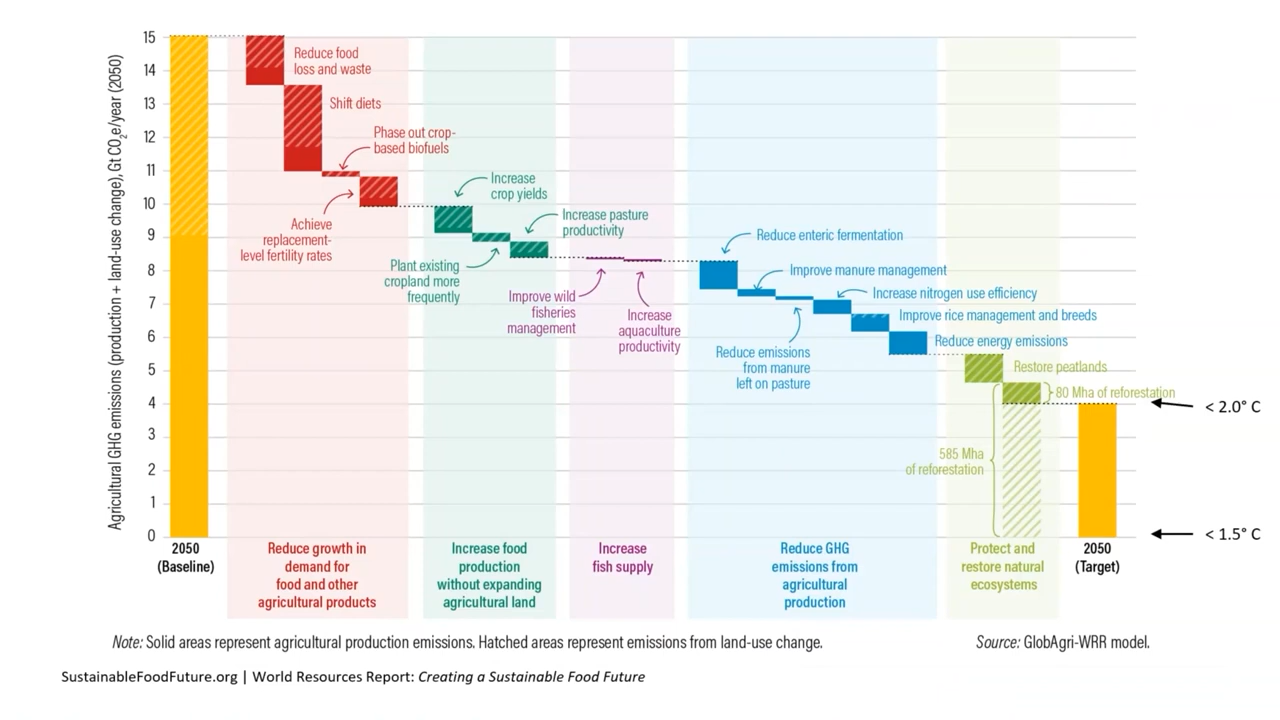 Agricultural GHG emissions (production + land-use change), Gt CO2e/year (2050)
15
14
13
12
11
10
9
8
7
6
5
4
3
2
1
0
Reduce food
loss and waste
Shift diets
Phase out crop-
based biofuels
Achieve
replacement-
level fertility rates
Increase
crop yields
Increase pasture
productivity
Plant existing
cropland more
frequently
Improve wild
fisheries
management
Increase
aquaculture
productivity
Reduce enteric fermentation
Improve manure management
Increase nitrogen use efficiency
Improve rice management and breeds
Reduce energy emissions
Reduce emissions
from manure
left on pasture
Restore peatlands
80 Mha of reforestation
585 Mha
of reforestation
< 2.0° C
< 1.5° C
2050
(Baseline)
Reduce growth in
demand for
food and other
agricultural products
Increase food
production
without expanding
agricultural land
Increase
fish supply
Reduce GHG
emissions from
agricultural
production
Protect and
restore natural
ecosystems
2050
(Target)
Note: Solid areas represent agricultural production emissions. Hatched areas represent emissions from land-use change.
Source: GlobAgri-WRR model.
SustainableFoodFuture.org | World Resources Report: Creating a Sustainable Food Future